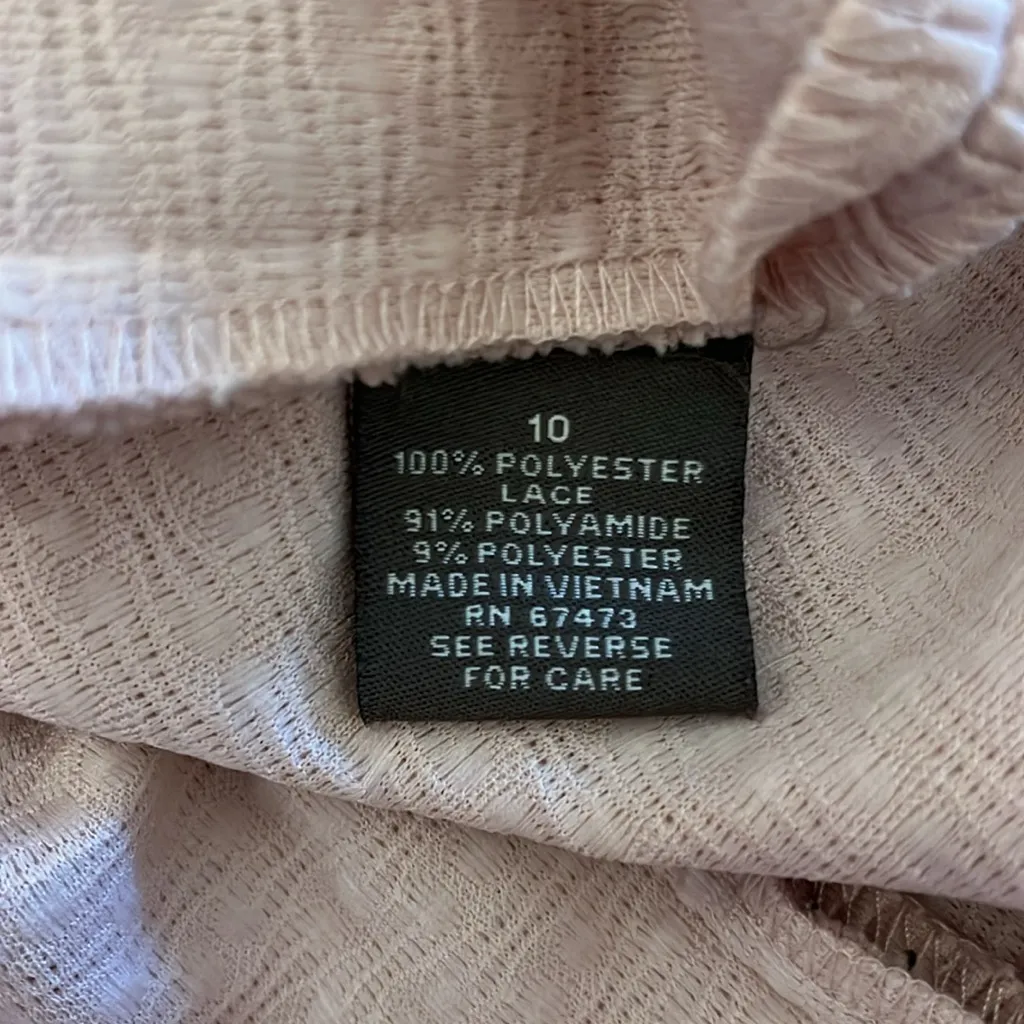 10
100% POLYESTER
LACE
91% POLYAMIDE
9% POLYESTER
MADE IN VIETNAM
RN 67473
SEE REVERSE
FOR CARE